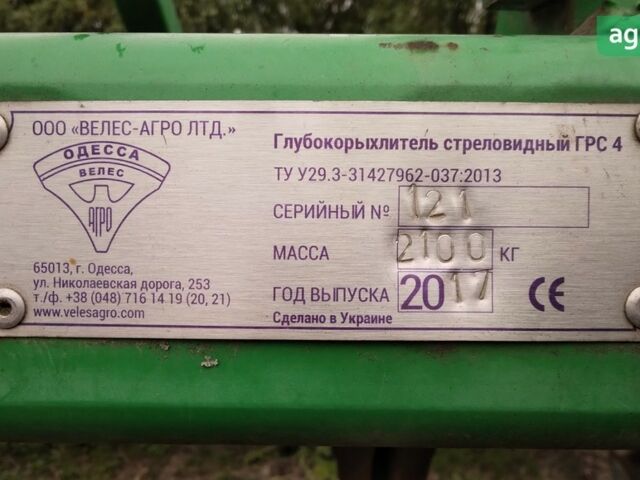 ag
ООО «ВЕЛЕС-АГРО ЛТД.»
ОДЕССА
ВЕЛЕС
АГРО
65013, г. Одесса,
ул. Николаевская дорога, 253
т./ф. +38 (048) 716 14 19 (20, 21)
www.velesagro.com
Глубокорыхлитель стреловидный ГРС 4
ТУ У29.3-31427962-037:2013
СЕРИЙНЫЙ № 121
МАССА 2100 КГ
ГОД ВЫПУСКА 2017 CE
Сделано в Украине